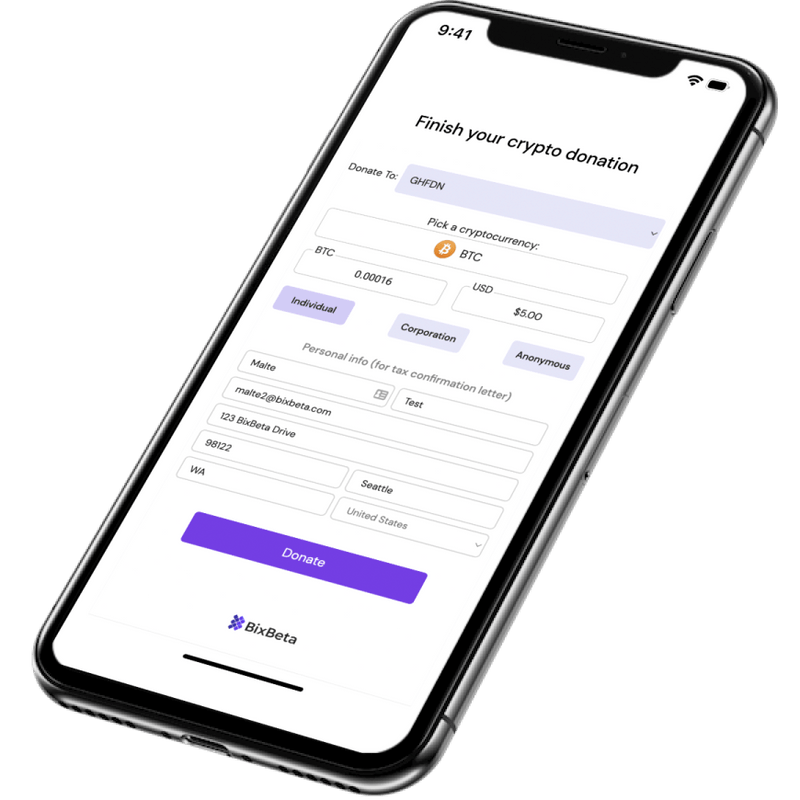 9:41
Finish your crypto donation
Donate To: GHFDN
Pick a cryptocurrency:
BTC
BTC USD
0.00016 $5.00
Individual Corporation Anonymous
Personal info (for tax confirmation letter)
Malte Test
malte2@bixbeta.com
123 BixBeta Drive
98122 Seattle
WA United States
Donate
BixBeta